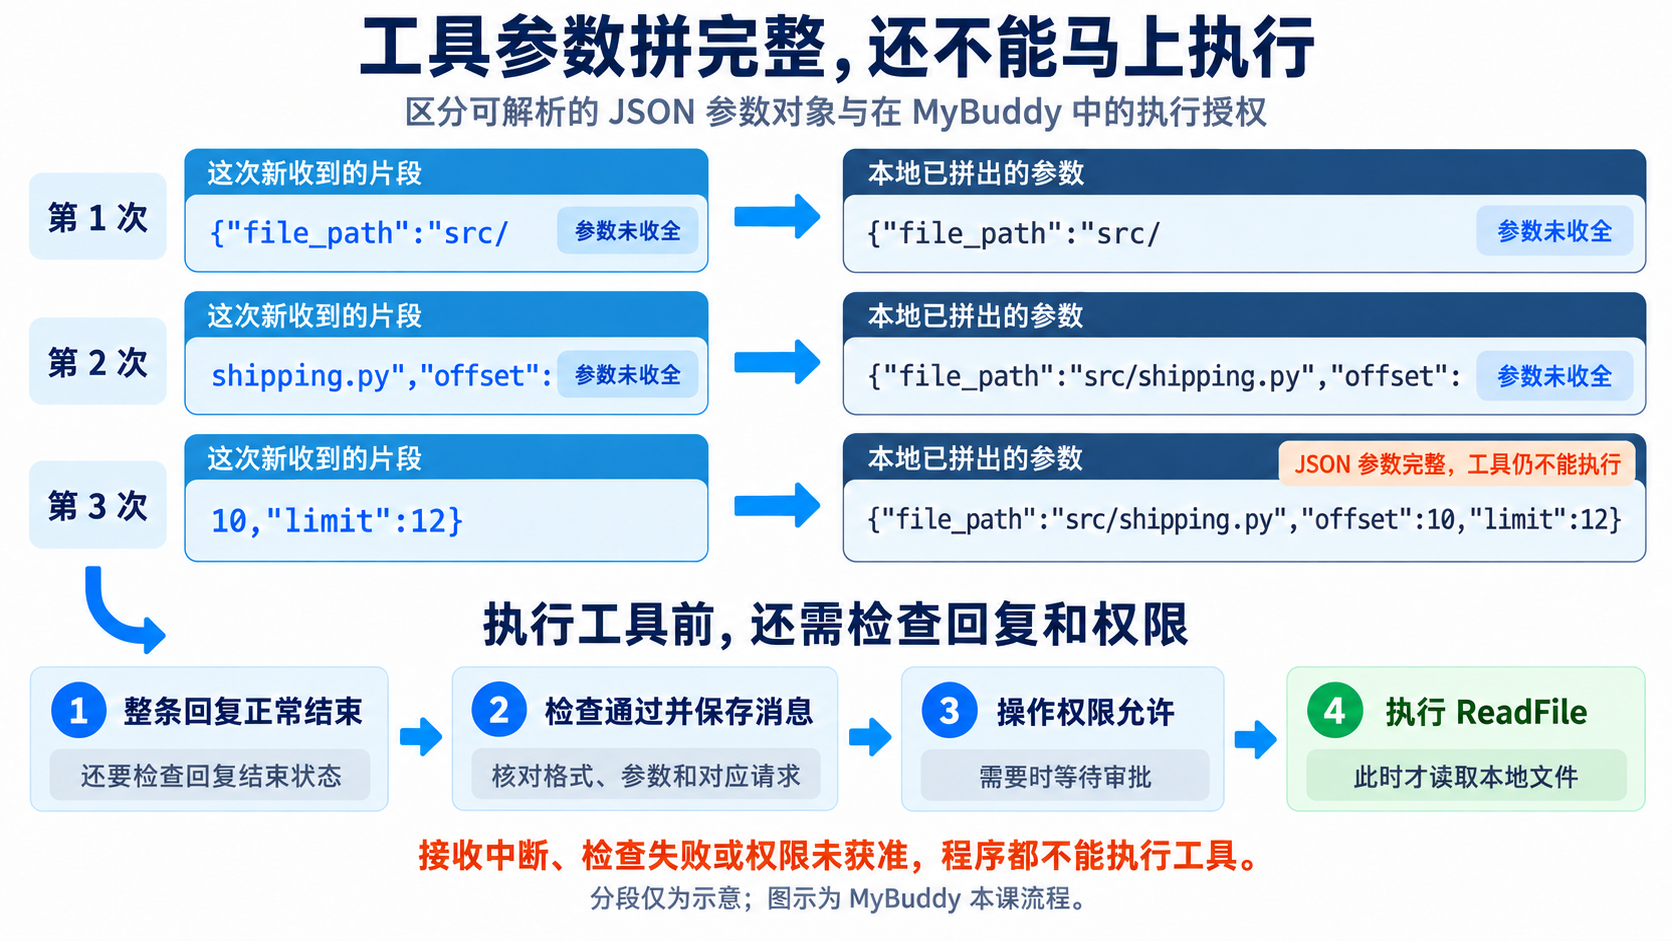 工具参数拼完整，还不能马上执行
区分可解析的 JSON 参数对象与在 MyBuddy 中的执行授权
第 1 次
这次新收到的片段
{"file_path":"src/
参数未收全
本地已拼出的参数
{"file_path":"src/
参数未收全
第 2 次
这次新收到的片段
shipping.py","offset":
参数未收全
本地已拼出的参数
{"file_path":"src/shipping.py","offset":
参数未收全
第 3 次
这次新收到的片段
10,"limit":12}
本地已拼出的参数
JSON 参数完整，工具仍不能执行
{"file_path":"src/shipping.py","offset":10,"limit":12}
执行工具前，还需检查回复和权限
1 整条回复正常结束
还要检查回复结束状态
2 检查通过并保存消息
核对格式、参数和对应请求
3 操作权限允许
需要时等待审批
4 执行 ReadFile
此时才读取本地文件
接收中断、检查失败或权限未获准，程序都不能执行工具。
分段仅为示意；图示为 MyBuddy 本课流程。